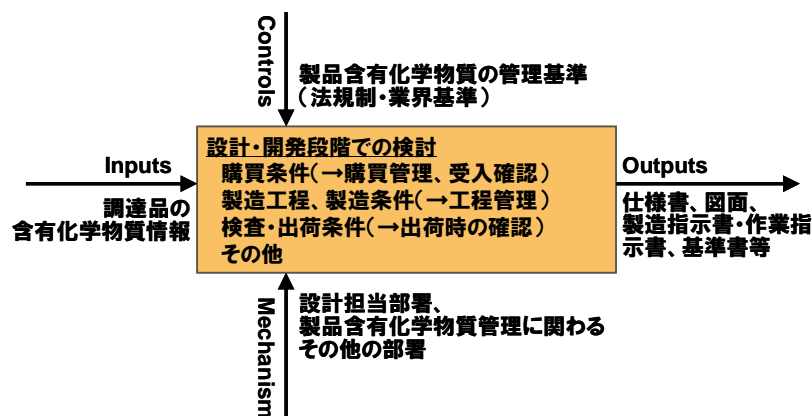 Controls
製品含有化学物質の管理基準
（法規制・業界基準）
設計・開発段階での検討
購買条件（→購買管理、受入確認）
製造工程、製造条件（→工程管理）
検査・出荷条件（→出荷時の確認）
その他
Inputs
調達品の
含有化学物質情報
Outputs
仕様書、図面、
製造指示書・作業指
示書、基準書等
Mechanism
設計担当部署、
製品含有化学物質管理に関わる
その他の部署